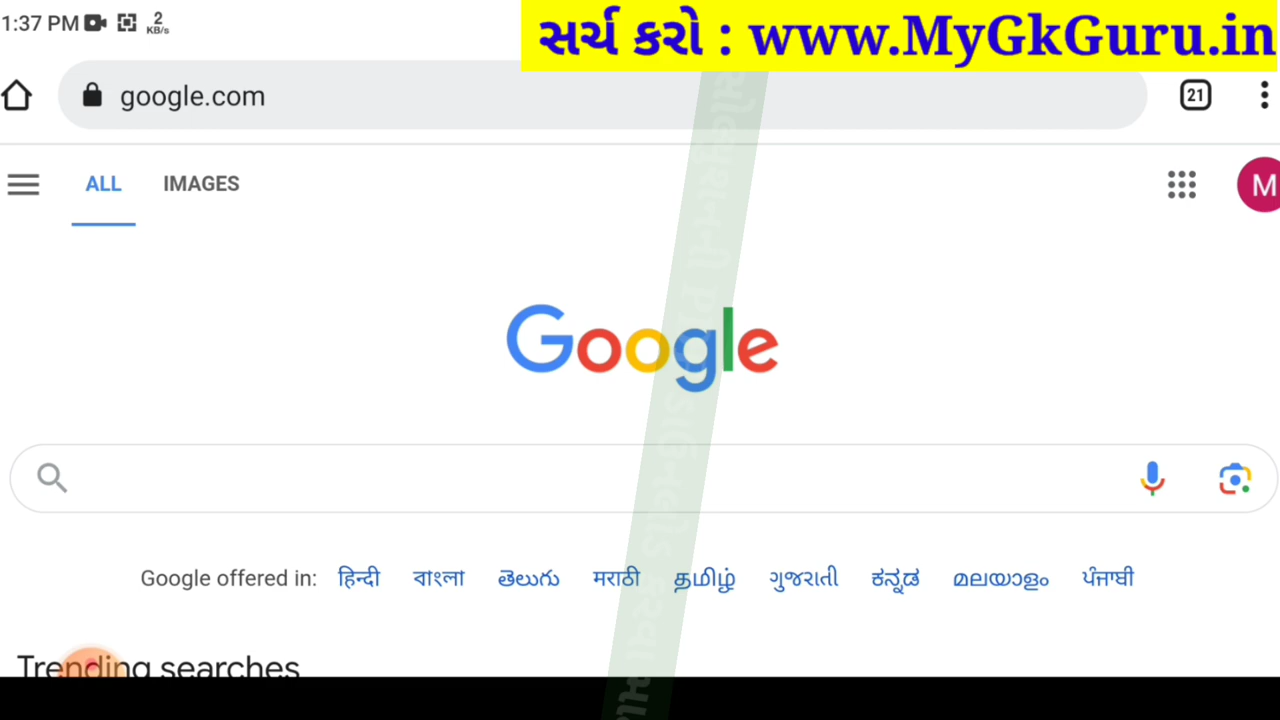 1:37 PM 2 KB/s
સર્ચ કરો : www.MyGkGuru.in
google.com 21
ALL IMAGES M
Google
Google offered in: हिन्दी বাংলা తెలుగు मराठी தமிழ் ગુજરાતી ಕನ್ನಡ മലയാളം ਪੰਜਾਬੀ
Trending searches